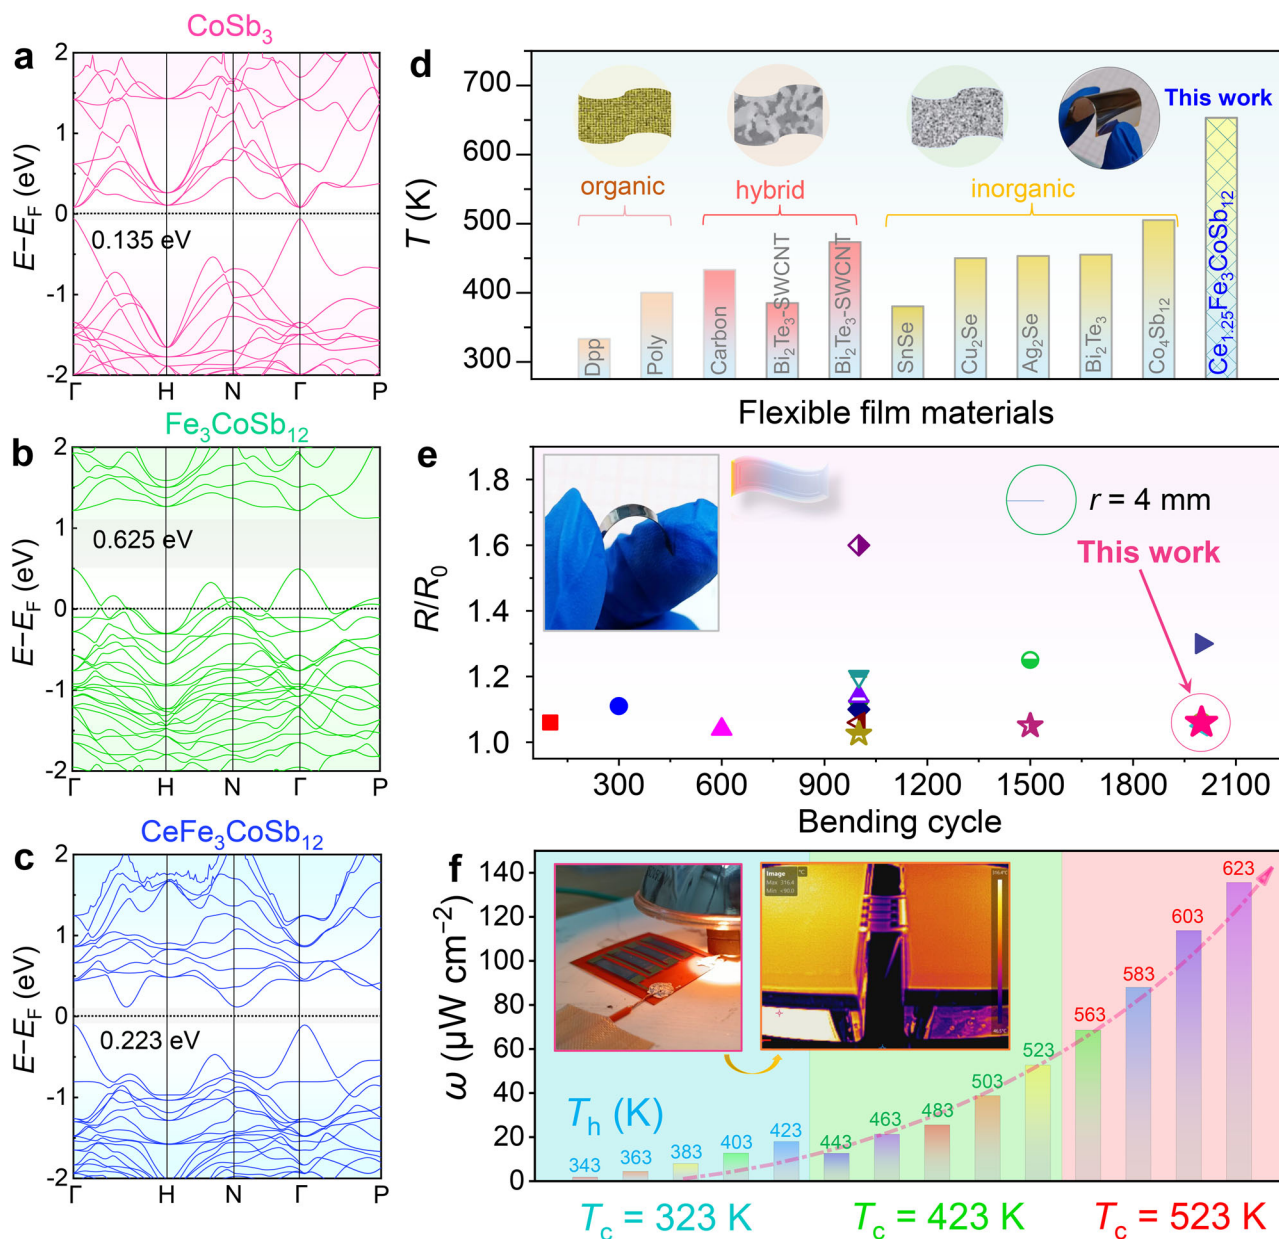 a
CoSb3
2
1
0
-1
-2
E−EF (eV)
0.135 eV
Γ H N Γ P
b
Fe3CoSb12
2
1
0
-1
-2
E−EF (eV)
0.625 eV
Γ H N Γ P
c
CeFe3CoSb12
2
1
0
-1
-2
E−EF (eV)
0.223 eV
Γ H N Γ P
d
700
600
500
400
300
T (K)
This work
organic
hybrid
inorganic
Dpp
Poly
Carbon
Bi2Te3-SWCNT
Bi2Te3-SWCNT
SnSe
Cu2Se
Ag2Se
Bi2Te3
Co4Sb12
Ce1.25Fe3CoSb12
Flexible film materials
e
1.8
1.6
1.4
1.2
1.0
R/R0
r = 4 mm
This work
300 600 900 1200 1500 1800 2100
Bending cycle
f
140
120
100
80
60
40
20
0
ω (µW cm−2)
Image
°C
Max 316.4
316.4°C
Th (K)
343
363
383
403
423
443
463
483
503
523
563
583
603
623
Tc = 323 K
Tc = 423 K
Tc = 523 K